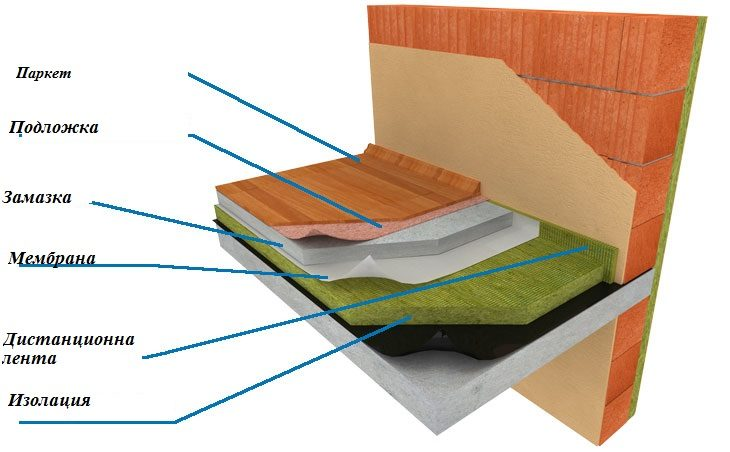 Паркет
Подложка
Замазка
Мембрана
Дистанционна
лента
Изолация